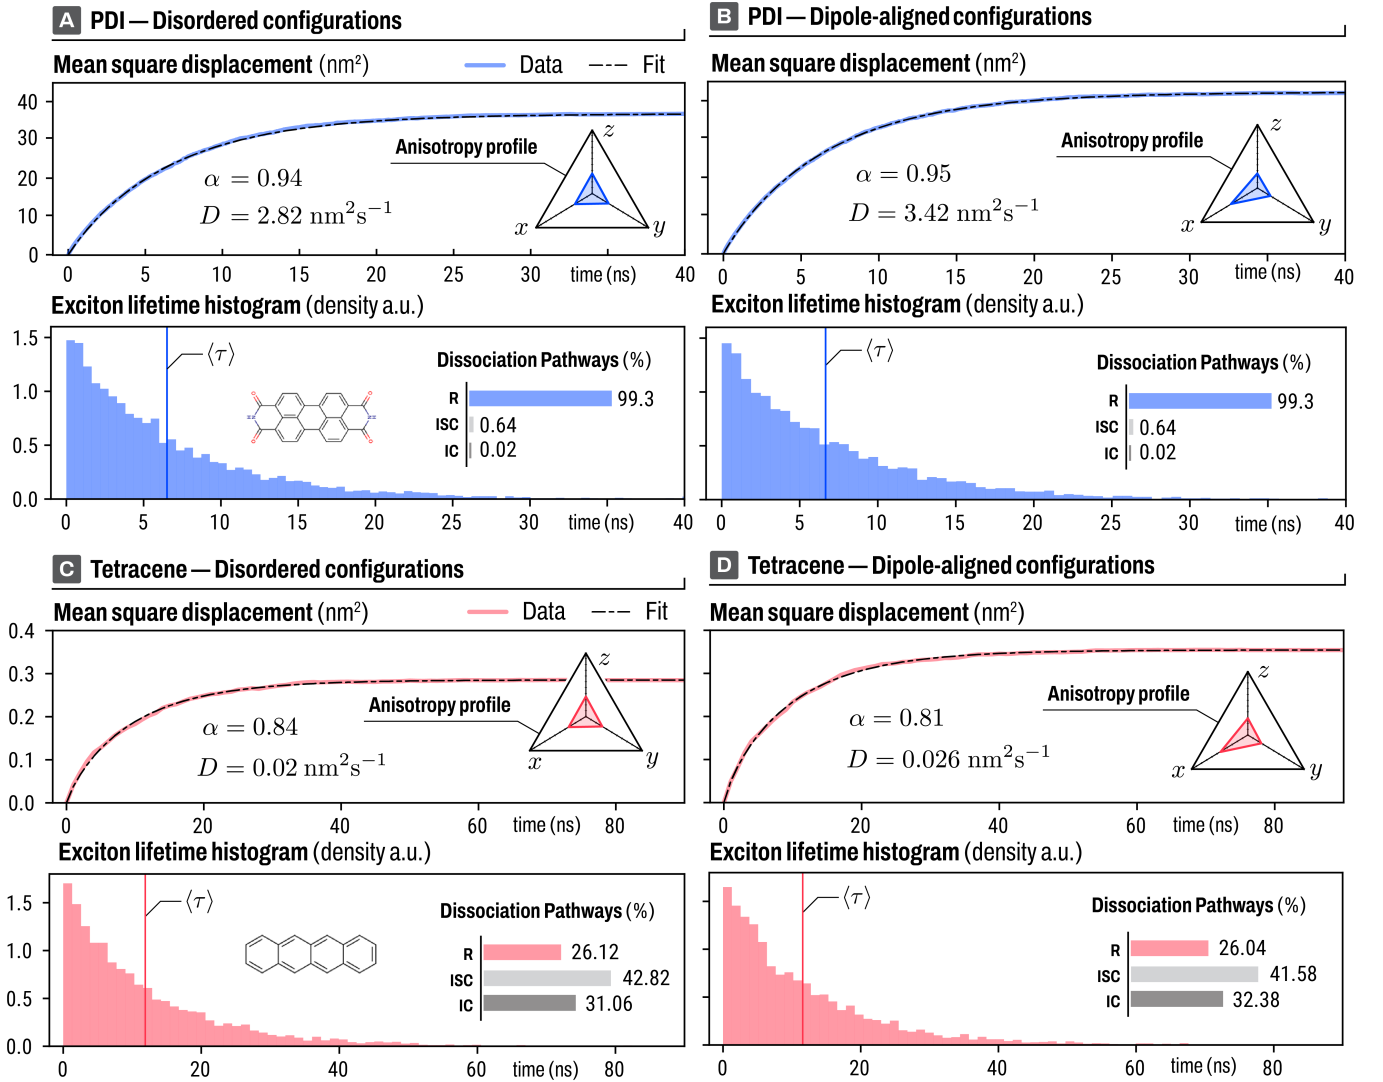 A PDI — Disordered configurations
Mean square displacement (nm²)
Data
Fit
40
30
20
10
0
Anisotropy profile
z
x
y
α = 0.94
D = 2.82 nm²s⁻¹
0 5 10 15 20 25 30 time (ns) 40
Exciton lifetime histogram (density a.u.)
1.5
1.0
0.5
0.0
⟨τ⟩
Dissociation Pathways (%)
R 99.3
ISC 0.64
IC 0.02
0 5 10 15 20 25 30 time (ns) 40
B PDI — Dipole-aligned configurations
Mean square displacement (nm²)
Anisotropy profile
z
x
y
α = 0.95
D = 3.42 nm²s⁻¹
0 5 10 15 20 25 30 time (ns) 40
Exciton lifetime histogram (density a.u.)
⟨τ⟩
Dissociation Pathways (%)
R 99.3
ISC 0.64
IC 0.02
0 5 10 15 20 25 30 time (ns) 40
C Tetracene — Disordered configurations
Mean square displacement (nm²)
Data
Fit
0.4
0.3
0.2
0.1
0.0
Anisotropy profile
z
x
y
α = 0.84
D = 0.02 nm²s⁻¹
0 20 40 60 time (ns) 80
Exciton lifetime histogram (density a.u.)
1.5
1.0
0.5
0.0
⟨τ⟩
Dissociation Pathways (%)
R 26.12
ISC 42.82
IC 31.06
0 20 40 60 time (ns) 80
D Tetracene — Dipole-aligned configurations
Mean square displacement (nm²)
Anisotropy profile
z
x
y
α = 0.81
D = 0.026 nm²s⁻¹
0 20 40 60 time (ns) 80
Exciton lifetime histogram (density a.u.)
⟨τ⟩
Dissociation Pathways (%)
R 26.04
ISC 41.58
IC 32.38
0 20 40 60 time (ns) 80